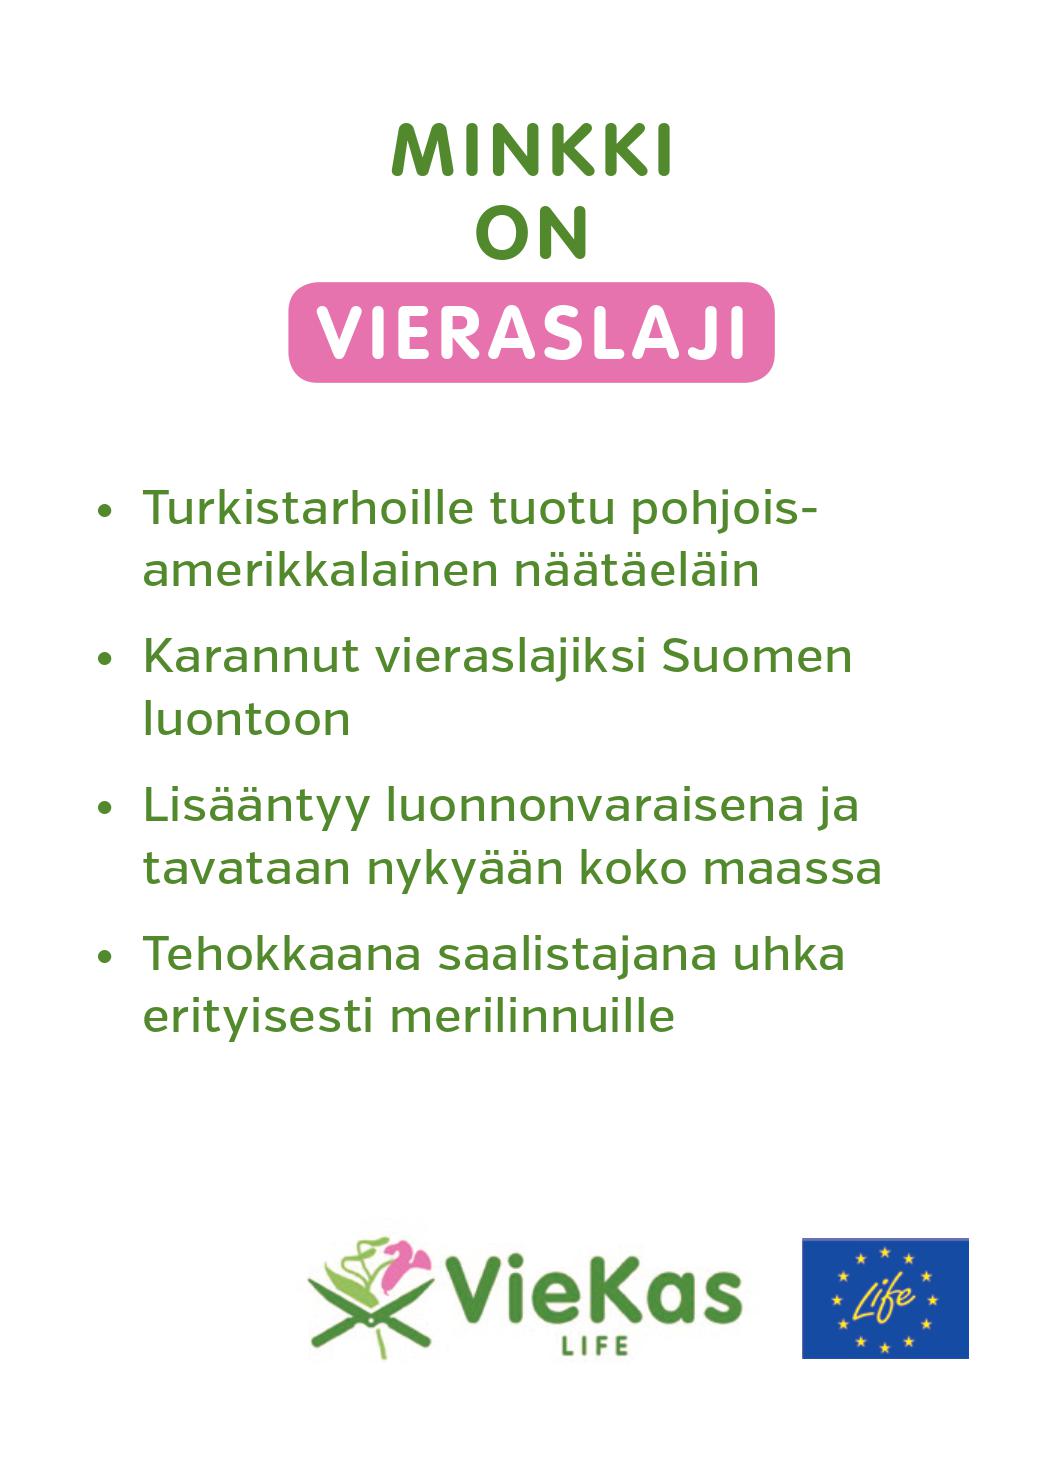 MINKKI
ON
VIERASLAJI
• Turkistarhoille tuotu pohjois-
amerikkalainen näätäeläin
• Karannut vieraslajiksi Suomen
luontoon
• Lisääntyy luonnonvaraisena ja
tavataan nykyään koko maassa
• Tehokkaana saalistajana uhka
erityisesti merilinnuille
VieKas
LIFE
Life